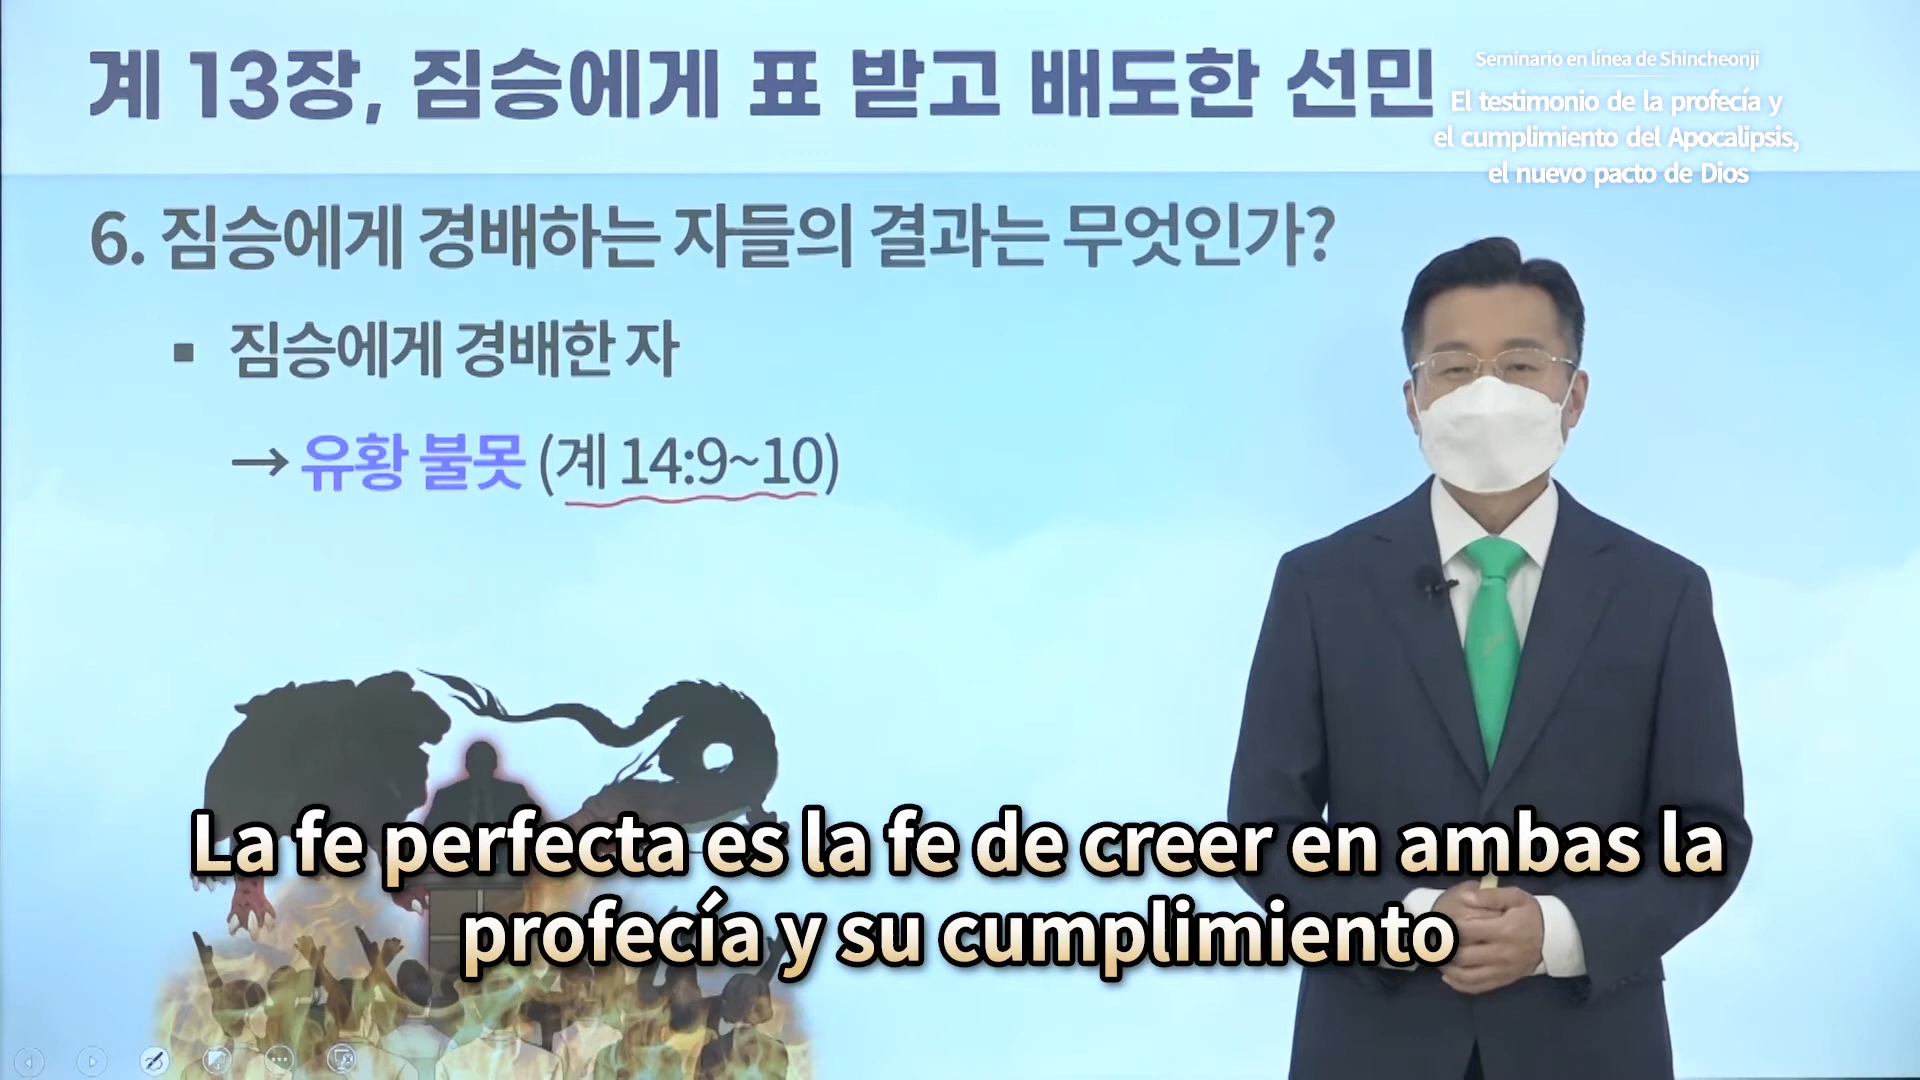 계 13장, 짐승에게 표 받고 배도한 선민
Seminario en línea de Shincheonji
El testimonio de la profecía y
el cumplimiento del Apocalipsis,
el nuevo pacto de Dios
6. 짐승에게 경배하는 자들의 결과는 무엇인가?
▪ 짐승에게 경배한 자
→ 유황 불못 (계 14:9~10)
La fe perfecta es la fe de creer en ambas la
profecía y su cumplimiento